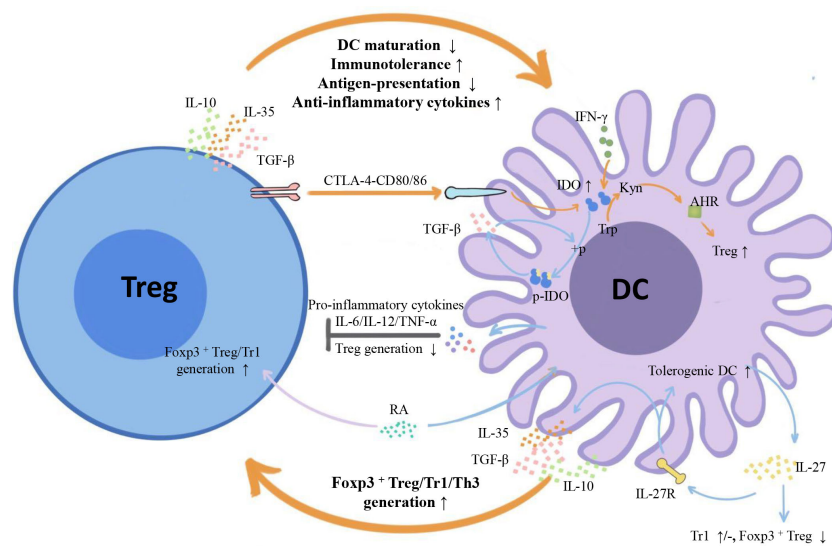 DC maturation ↓
Immunotolerance ↑
Antigen-presentation ↓
Anti-inflammatory cytokines ↑
IL-10
IL-35
TGF-β
IFN-γ
CTLA-4-CD80/86
IDO ↑
Kyn
AHR
TGF-β
Trp
Treg ↑
+p
p-IDO
Treg
DC
Pro-inflammatory cytokines
IL-6/IL-12/TNF-α
Treg generation ↓
Foxp3 + Treg/Tr1
generation ↑
Tolerogenic DC ↑
RA
IL-35
TGF-β
IL-10
IL-27R
IL-27
Foxp3 + Treg/Tr1/Th3
generation ↑
Tr1 ↑/-, Foxp3 + Treg ↓